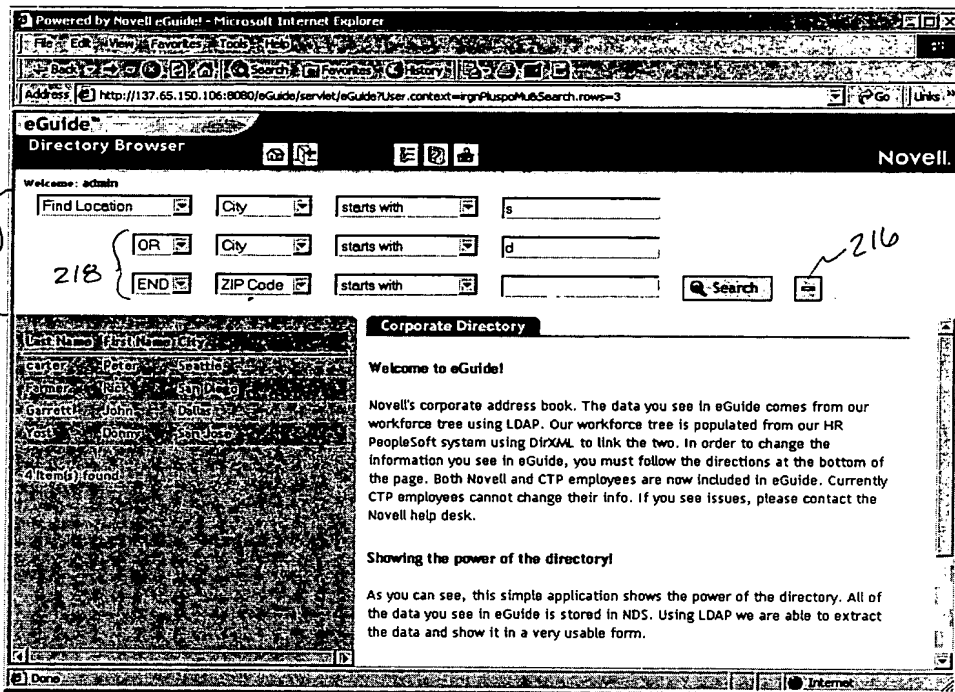 Powered by Novell eGuide! - Microsoft Internet Explorer
File Edit View Favorites Tools Help
Back Search Favorites History
Address http://137.65.150.106:8080/eGuide/servlet/eGuide?User.context=irgnPluspoMu&Search.rows=3 Go Links »
eGuide™
Directory Browser
Novell.
Welcome: admin
Find Location City starts with s
OR City starts with d
216
218
END ZIP Code starts with Search
Last Name First Name City
carter Peter Seattle
Farmer Rick San Diego
Garrett John Dallas
Yost Donny San Jose
4 item(s) found
Corporate Directory
Welcome to eGuide!
Novell's corporate address book. The data you see in eGuide comes from our
workforce tree using LDAP. Our workforce tree is populated from our HR
PeopleSoft system using DirXML to link the two. In order to change the
information you see in eGuide, you must follow the directions at the bottom of
the page. Both Novell and CTP employees are now included in eGuide. Currently
CTP employees cannot change their info. If you see issues, please contact the
Novell help desk.
Showing the power of the directory!
As you can see, this simple application shows the power of the directory. All of
the data you see in eGuide is stored in NDS. Using LDAP we are able to extract
the data and show it in a very usable form.
Done Internet